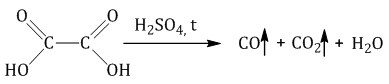 O O
H₂SO₄, t
C—C → CO↑ + CO₂↑ + H₂O
HO OH